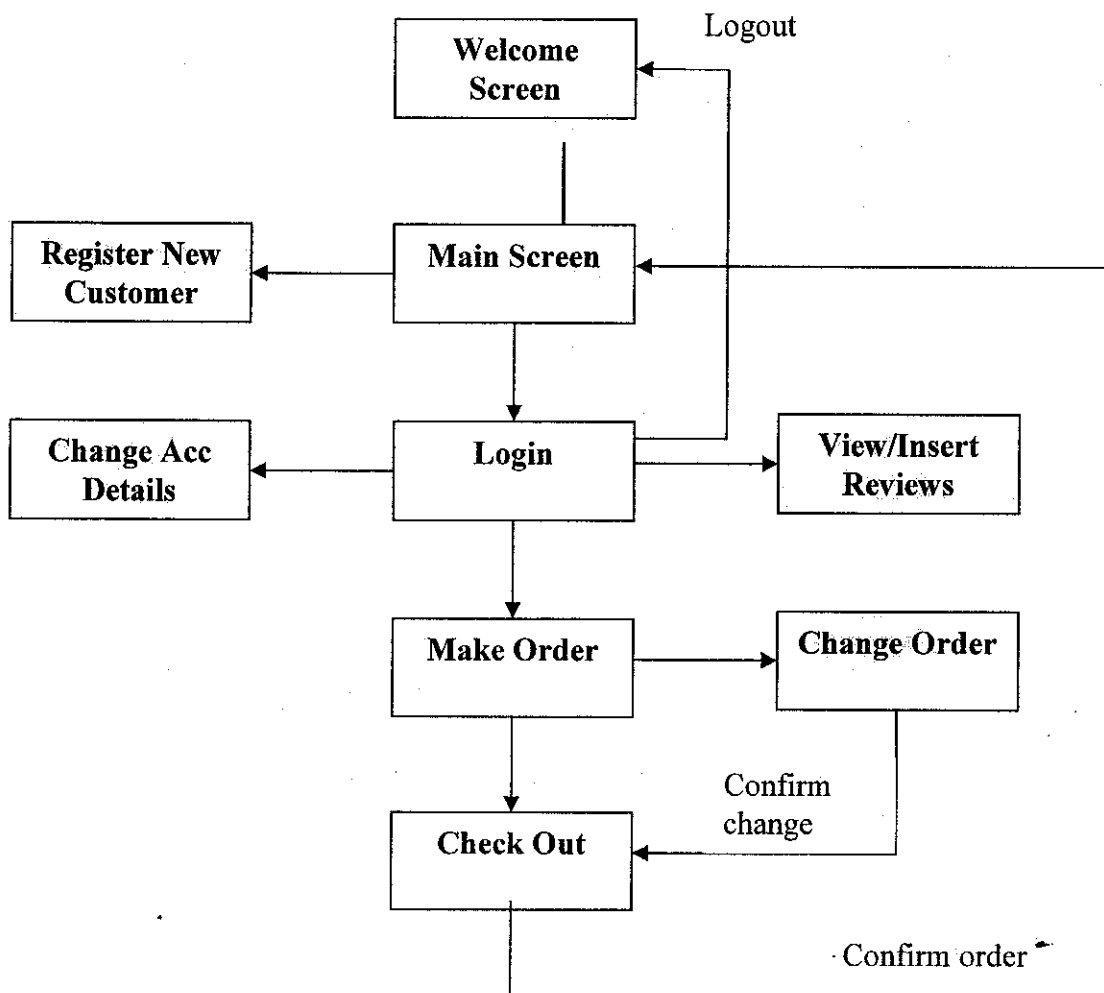 Logout
Welcome
Screen
Register New
Customer
Main Screen
Change Acc
Details
Login
View/Insert
Reviews
Make Order
Change Order
Confirm
change
Check Out
Confirm order